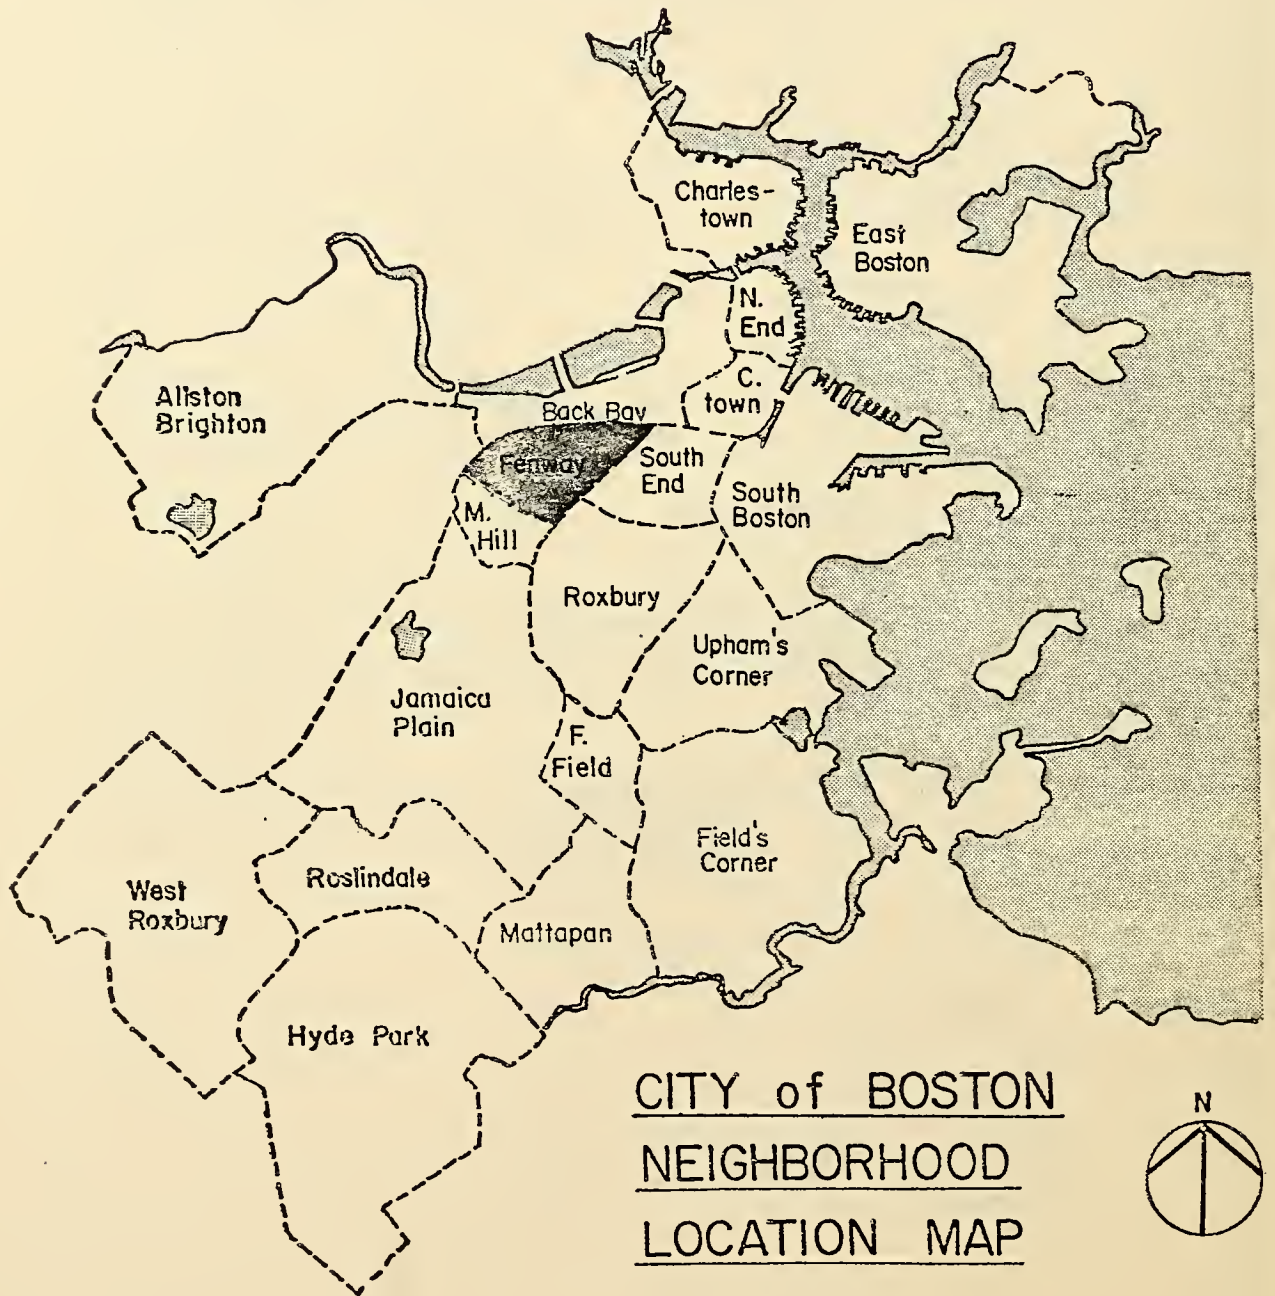 Charles-
town
East
Boston
N.
End
C.
town
Allston
Brighton
Back Bay
Fenway
South
End
M.
Hill
South
Boston
Roxbury
Upham's
Corner
Jamaica
Plain
F.
Field
Field's
Corner
West
Roxbury
Roslindale
Mattapan
Hyde Park
CITY of BOSTON
NEIGHBORHOOD
LOCATION MAP
N